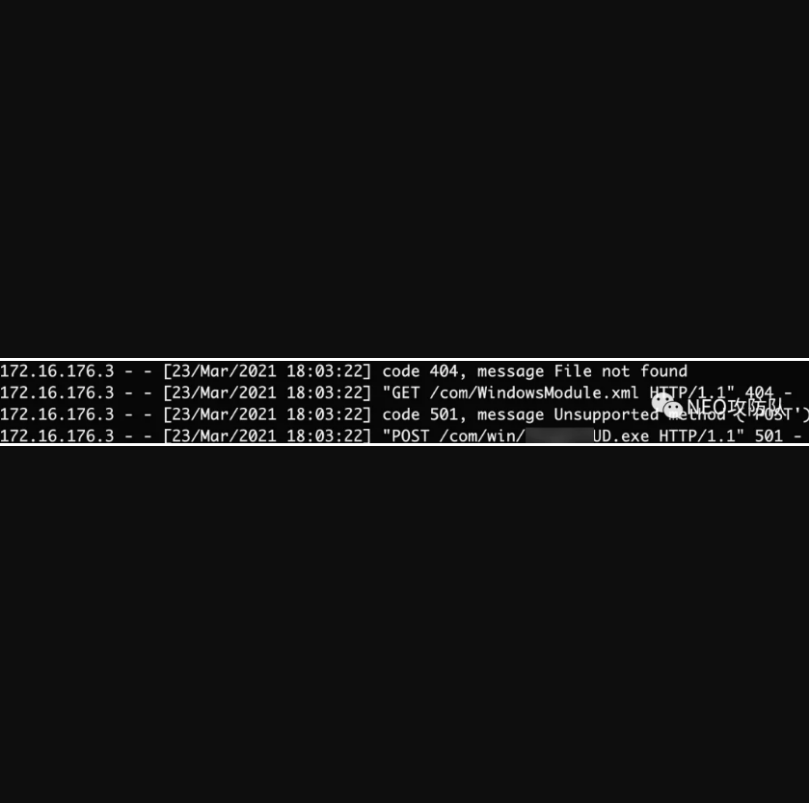 172.16.176.3 - - [23/Mar/2021 18:03:22] code 404, message File not found
172.16.176.3 - - [23/Mar/2021 18:03:22] "GET /com/WindowsModule.xml HTTP/1.1" 404 -
172.16.176.3 - - [23/Mar/2021 18:03:22] code 501, message Unsupported method ('POST')
NEO攻防队
172.16.176.3 - - [23/Mar/2021 18:03:22] "POST /com/win/ UD.exe HTTP/1.1" 501 -